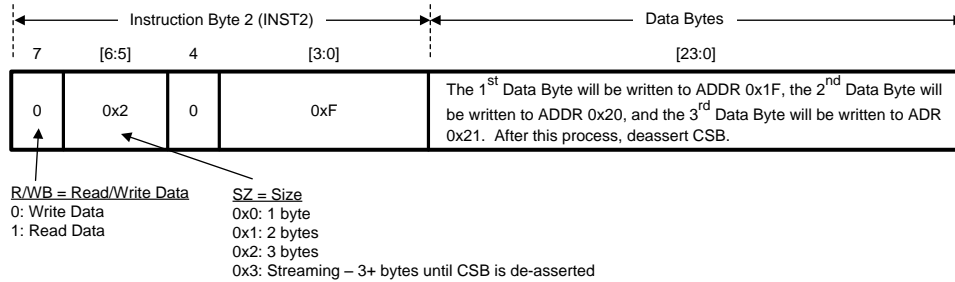 Instruction Byte 2 (INST2) Data Bytes
7 [6:5] 4 [3:0] [23:0]
0 0x2 0 0xF
The 1st Data Byte will be written to ADDR 0x1F, the 2nd Data Byte will
be written to ADDR 0x20, and the 3rd Data Byte will be written to ADR
0x21. After this process, deassert CSB.
R/WB = Read/Write Data
0: Write Data
1: Read Data
SZ = Size
0x0: 1 byte
0x1: 2 bytes
0x2: 3 bytes
0x3: Streaming – 3+ bytes until CSB is de-asserted